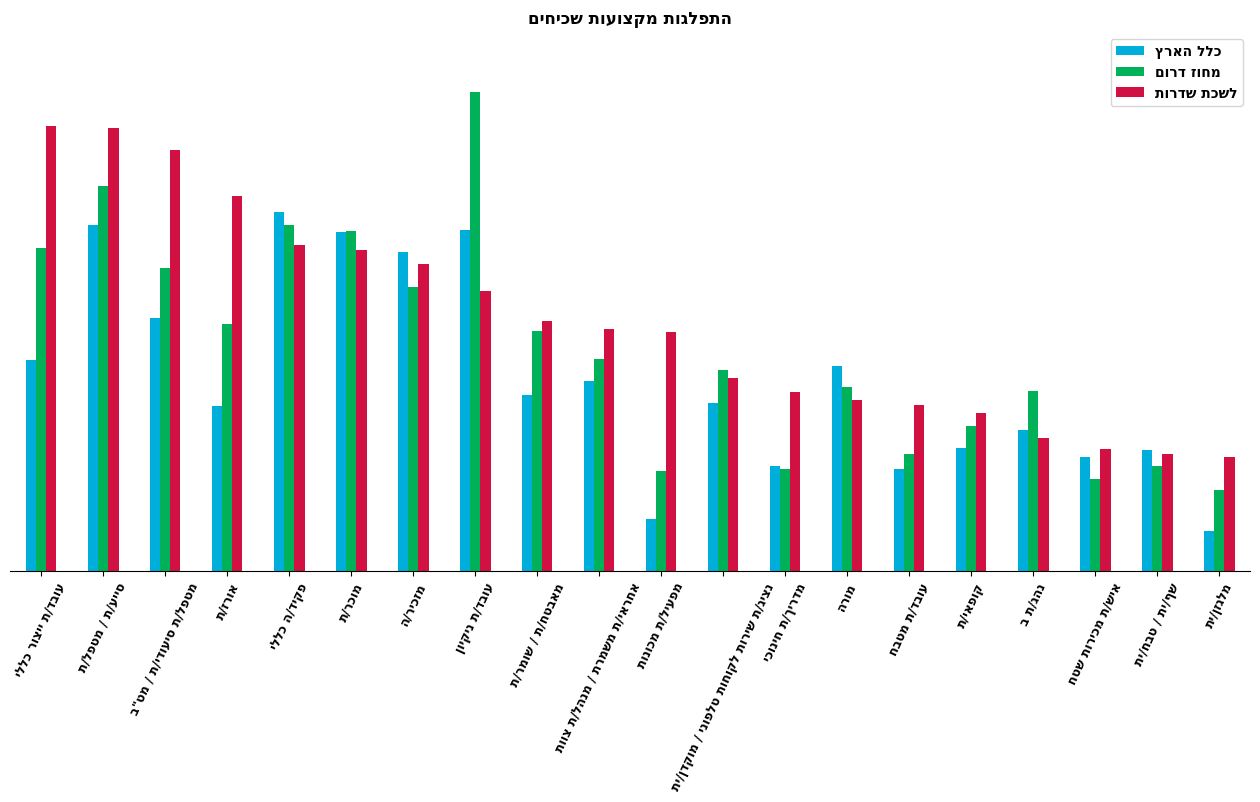 התפלגות מקצועות שכיחים
כלל הארץ
מחוז דרום
לשכת שדרות
עובד/ת ייצור כללי
סייע/ת / מטפל/ת
מטפל/ת סיעודי/ת / מט"ב
אורז/ת
פקיד/ה כללי
מוכר/ת
מזכיר/ה
עובד/ת ניקיון
מאבטח/ת / שומר/ת
אחראי/ת משמרת / מנהל/ת צוות
מפעיל/ת מכונות
נציג/ת שירות לקוחות טלפוני / מוקדן/ית
מדריך/ת חינוכי
מורה
עובד/ת מטבח
קופאי/ת
נהג/ת ב
איש/ת מכירות שטח
שף/ית / טבח/ית
מלגזן/ית